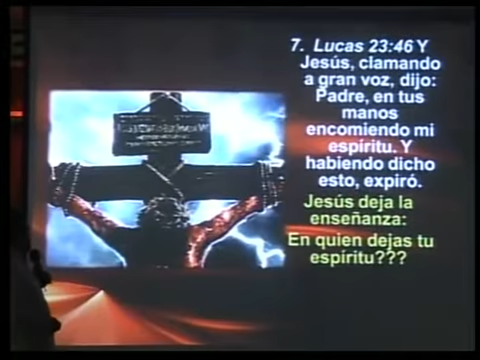 7. Lucas 23:46 Y
Jesús, clamando
a gran voz, dijo:
Padre, en tus
manos
encomiendo mi
espíritu. Y
habiendo dicho
esto, expiró.
Jesús deja la
enseñanza:
En quien dejas tu
espíritu???